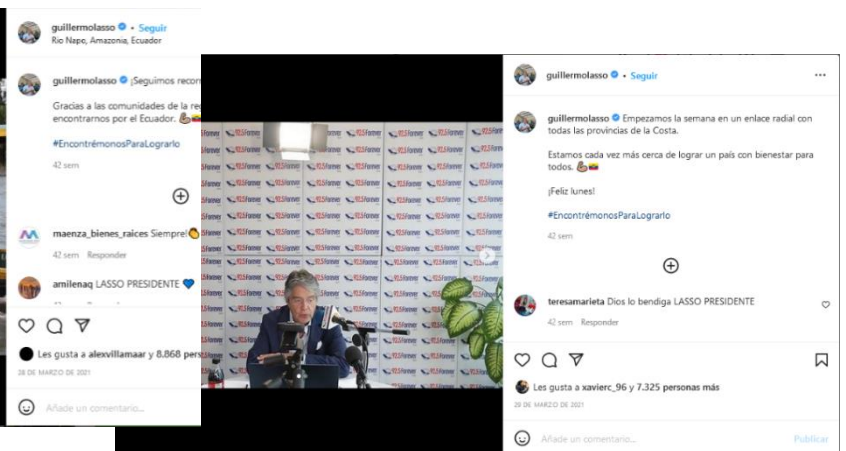 guillermolasso • Seguir
Rio Napo, Amazonia, Ecuador
guillermolasso ¡Seguimos recon
Gracias a las comunidades de la re
encontrarnos por el Ecuador.
#EncontrémonosParaLograrlo
42 sem
maenza_bienes_raices Siempre!
42 sem Responder
amilenaq LASSO PRESIDENTE
Les gusta a alexvillamaar y 8.868 pers
28 DE MARZO DE 2021
Añade un comentario...
92.5 Forever
guillermolasso • Seguir
guillermolasso Empezamos la semana en un enlace radial con
todas las provincias de la Costa.
Estamos cada vez más cerca de lograr un país con bienestar para
todos.
¡Feliz lunes!
#EncontrémonosParaLograrlo
42 sem
teresamarieta Dios lo bendiga LASSO PRESIDENTE
42 sem Responder
Les gusta a xavierc_96 y 7.325 personas más
29 DE MARZO DE 2021
Añade un comentario...
Publicar